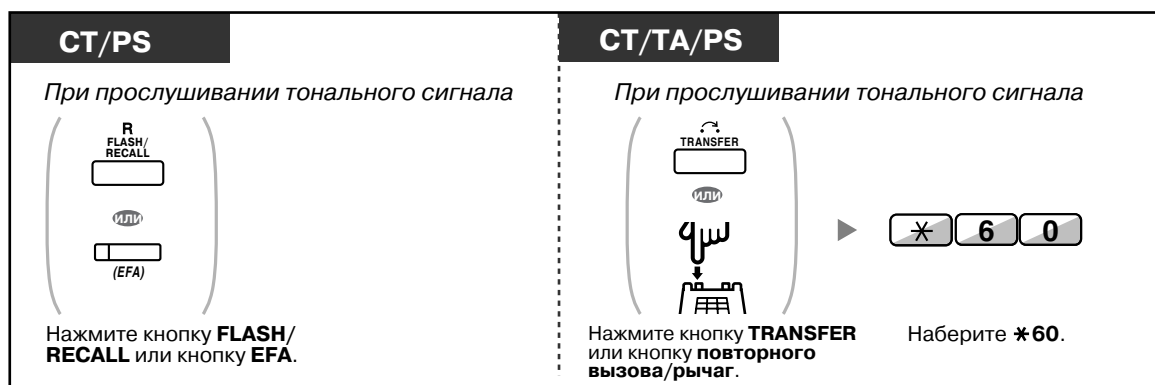 CT/PS
При прослушивании тонального сигнала
R
FLASH/
RECALL
или
(EFA)
Нажмите кнопку FLASH/
RECALL или кнопку EFA.
CT/TA/PS
При прослушивании тонального сигнала
TRANSFER
или
Нажмите кнопку TRANSFER
или кнопку повторного
вызова/рычаг.
* 6 0
Наберите *60.